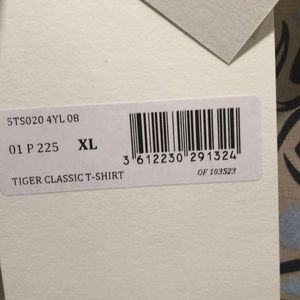 5TS020 4YL 08
01 P 225 XL
3 612230 291324
TIGER CLASSIC T-SHIRT
OF 103523